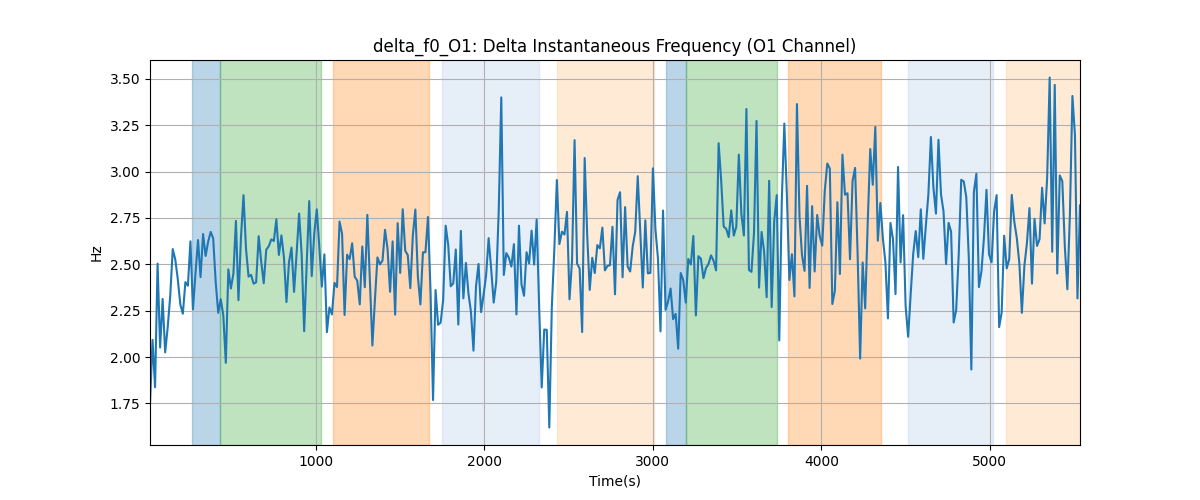 delta_f0_O1: Delta Instantaneous Frequency (O1 Channel)
3.50
3.25
3.00
2.75
2.50
2.25
2.00
1.75
Hz
1000 2000 3000 4000 5000
Time(s)